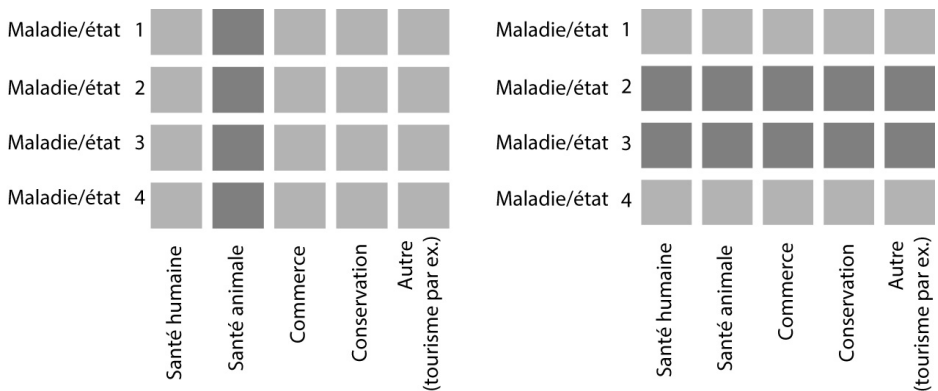 Maladie/état 1
Maladie/état 2
Maladie/état 3
Maladie/état 4
Santé humaine
Santé animale
Commerce
Conservation
Autre
(tourisme par ex.)
Maladie/état 1
Maladie/état 2
Maladie/état 3
Maladie/état 4
Santé humaine
Santé animale
Commerce
Conservation
Autre
(tourisme par ex.)